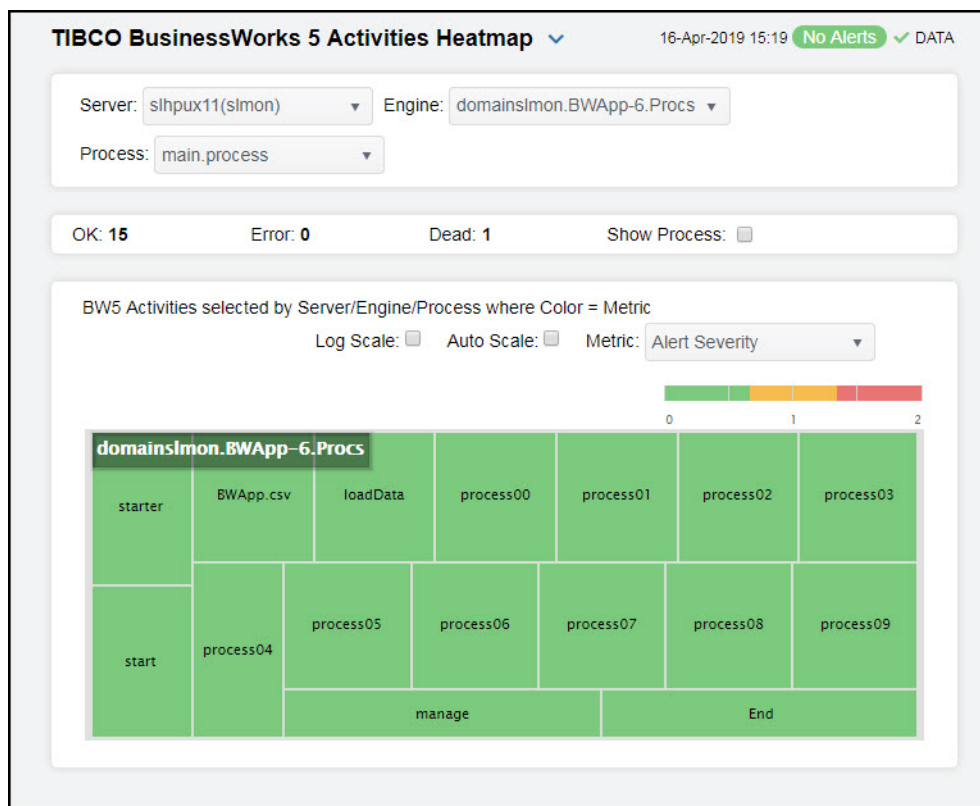 TIBCO BusinessWorks 5 Activities Heatmap 16-Apr-2019 15:19 No Alerts DATA
Server: slhpux11(slmon) Engine: domainslmon.BWApp-6.Procs
Process: main.process
OK: 15 Error: 0 Dead: 1 Show Process:
BW5 Activities selected by Server/Engine/Process where Color = Metric
Log Scale: Auto Scale: Metric: Alert Severity
0 1 2
domainslmon.BWApp-6.Procs
starter BWApp.csv loadData process00 process01 process02 process03
start process04 process05 process06 process07 process08 process09
manage End